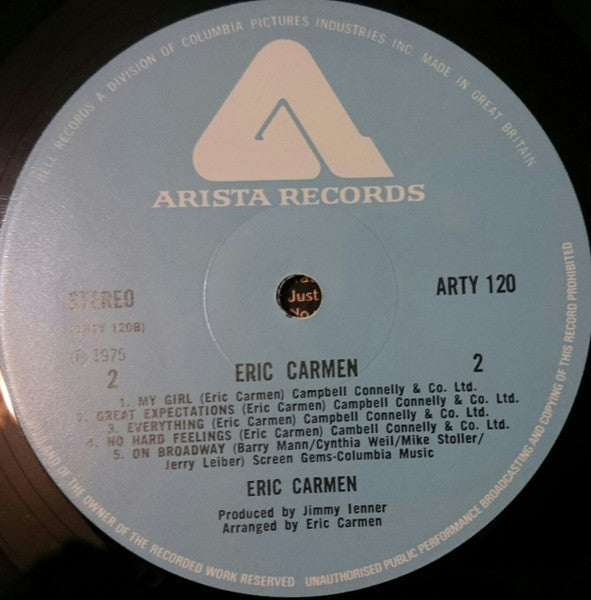 BELL RECORDS A DIVISION OF COLUMBIA PICTURES INDUSTRIES INC. MADE IN GREAT BRITAIN
ARISTA RECORDS
STEREO
ARTY 120
(ARTY 120B)
Ⓟ 1975
2
ERIC CARMEN
2
1. MY GIRL (Eric Carmen) Campbell Connelly & Co. Ltd.
GREAT EXPECTATIONS (Eric Carmen) Campbell Connelly & Co. Ltd.
3. EVERYTHING (Eric Carmen) Campbell Connelly & Co. Ltd.
4. NO HARD FEELINGS (Eric Carmen) Cambell Connelly & Co. Ltd.
5. ON BROADWAY (Barry Mann/Cynthia Weil/Mike Stoller/
Jerry Leiber) Screen Gems-Columbia Music
ERIC CARMEN
Produced by Jimmy Ienner
Arranged by Eric Carmen
AND OF THE OWNER OF THE RECORDED WORK RESERVED UNAUTHORISED PUBLIC PERFORMANCE BROADCASTING AND COPYING OF THIS RECORD PROHIBITED
Just